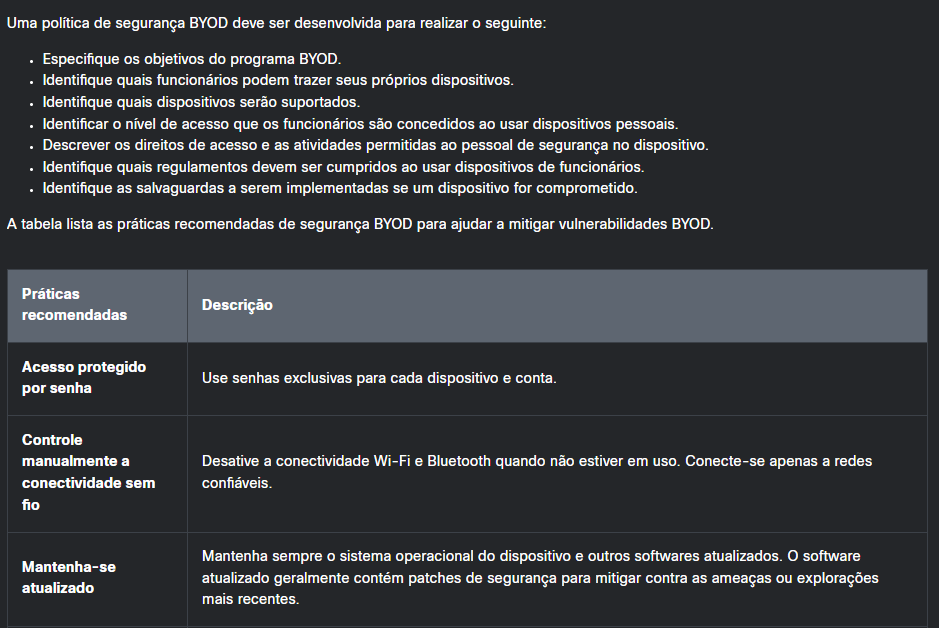 Uma política de segurança BYOD deve ser desenvolvida para realizar o seguinte:
• Especifique os objetivos do programa BYOD.
• Identifique quais funcionários podem trazer seus próprios dispositivos.
• Identifique quais dispositivos serão suportados.
• Identificar o nível de acesso que os funcionários são concedidos ao usar dispositivos pessoais.
• Descrever os direitos de acesso e as atividades permitidas ao pessoal de segurança no dispositivo.
• Identifique quais regulamentos devem ser cumpridos ao usar dispositivos de funcionários.
• Identifique as salvaguardas a serem implementadas se um dispositivo for comprometido.
A tabela lista as práticas recomendadas de segurança BYOD para ajudar a mitigar vulnerabilidades BYOD.
Práticas
recomendadas
Descrição
Acesso protegido
por senha
Use senhas exclusivas para cada dispositivo e conta.
Controle
manualmente a
conectividade sem
fio
Desative a conectividade Wi-Fi e Bluetooth quando não estiver em uso. Conecte-se apenas a redes
confiáveis.
Mantenha-se
atualizado
Mantenha sempre o sistema operacional do dispositivo e outros softwares atualizados. O software
atualizado geralmente contém patches de segurança para mitigar contra as ameaças ou explorações
mais recentes.